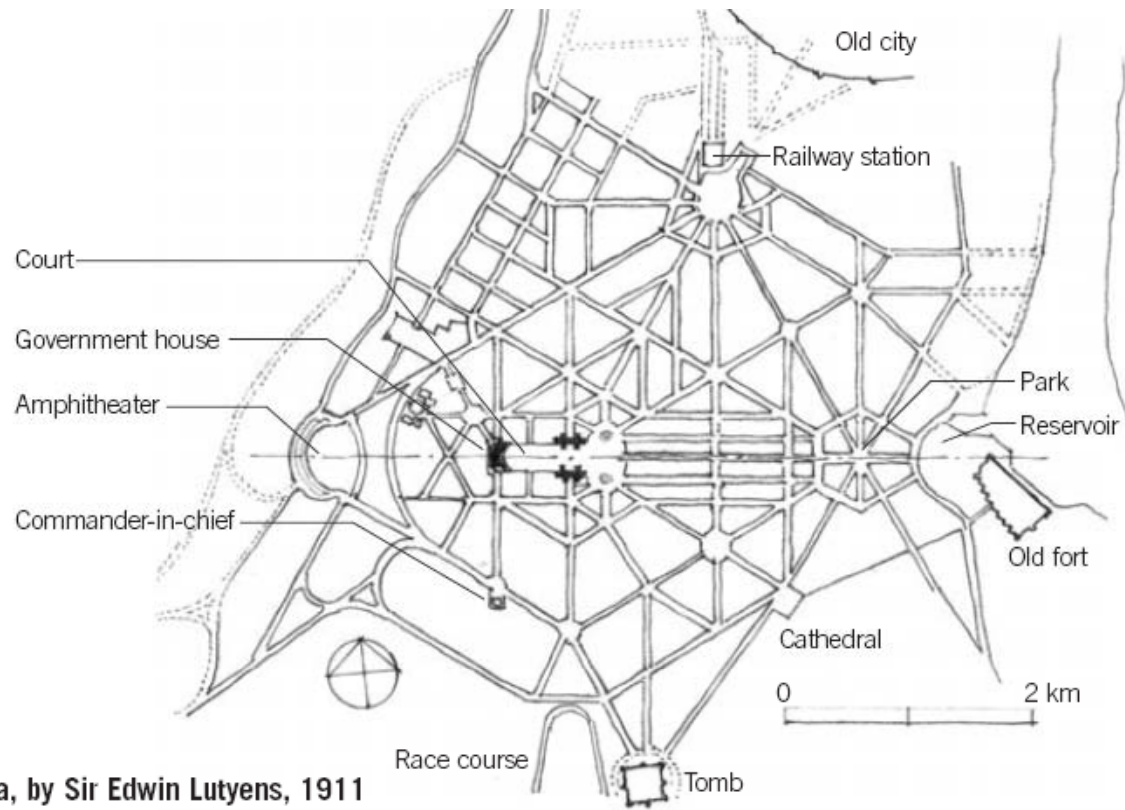 Old city
Railway station
Court
Government house
Park
Amphitheater
Reservoir
Commander-in-chief
Old fort
Cathedral
0 2 km
Race course
Tomb
a, by Sir Edwin Lutyens, 1911